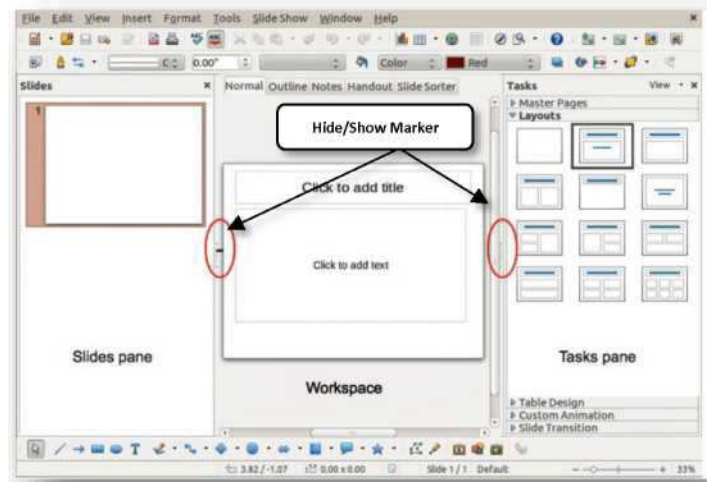 File Edit View Insert Format Tools Slide Show Window Help
0.00" Color Red
Slides
Normal Outline Notes Handout Slide Sorter
Tasks View
Master Pages
Layouts
1
Hide/Show Marker
Click to add title
Click to add text
Slides pane
Workspace
Tasks pane
Table Design
Custom Animation
Slide Transition
T
3.82 / -1.07 0.00 x 0.00 Slide 1 / 1 Default 33%